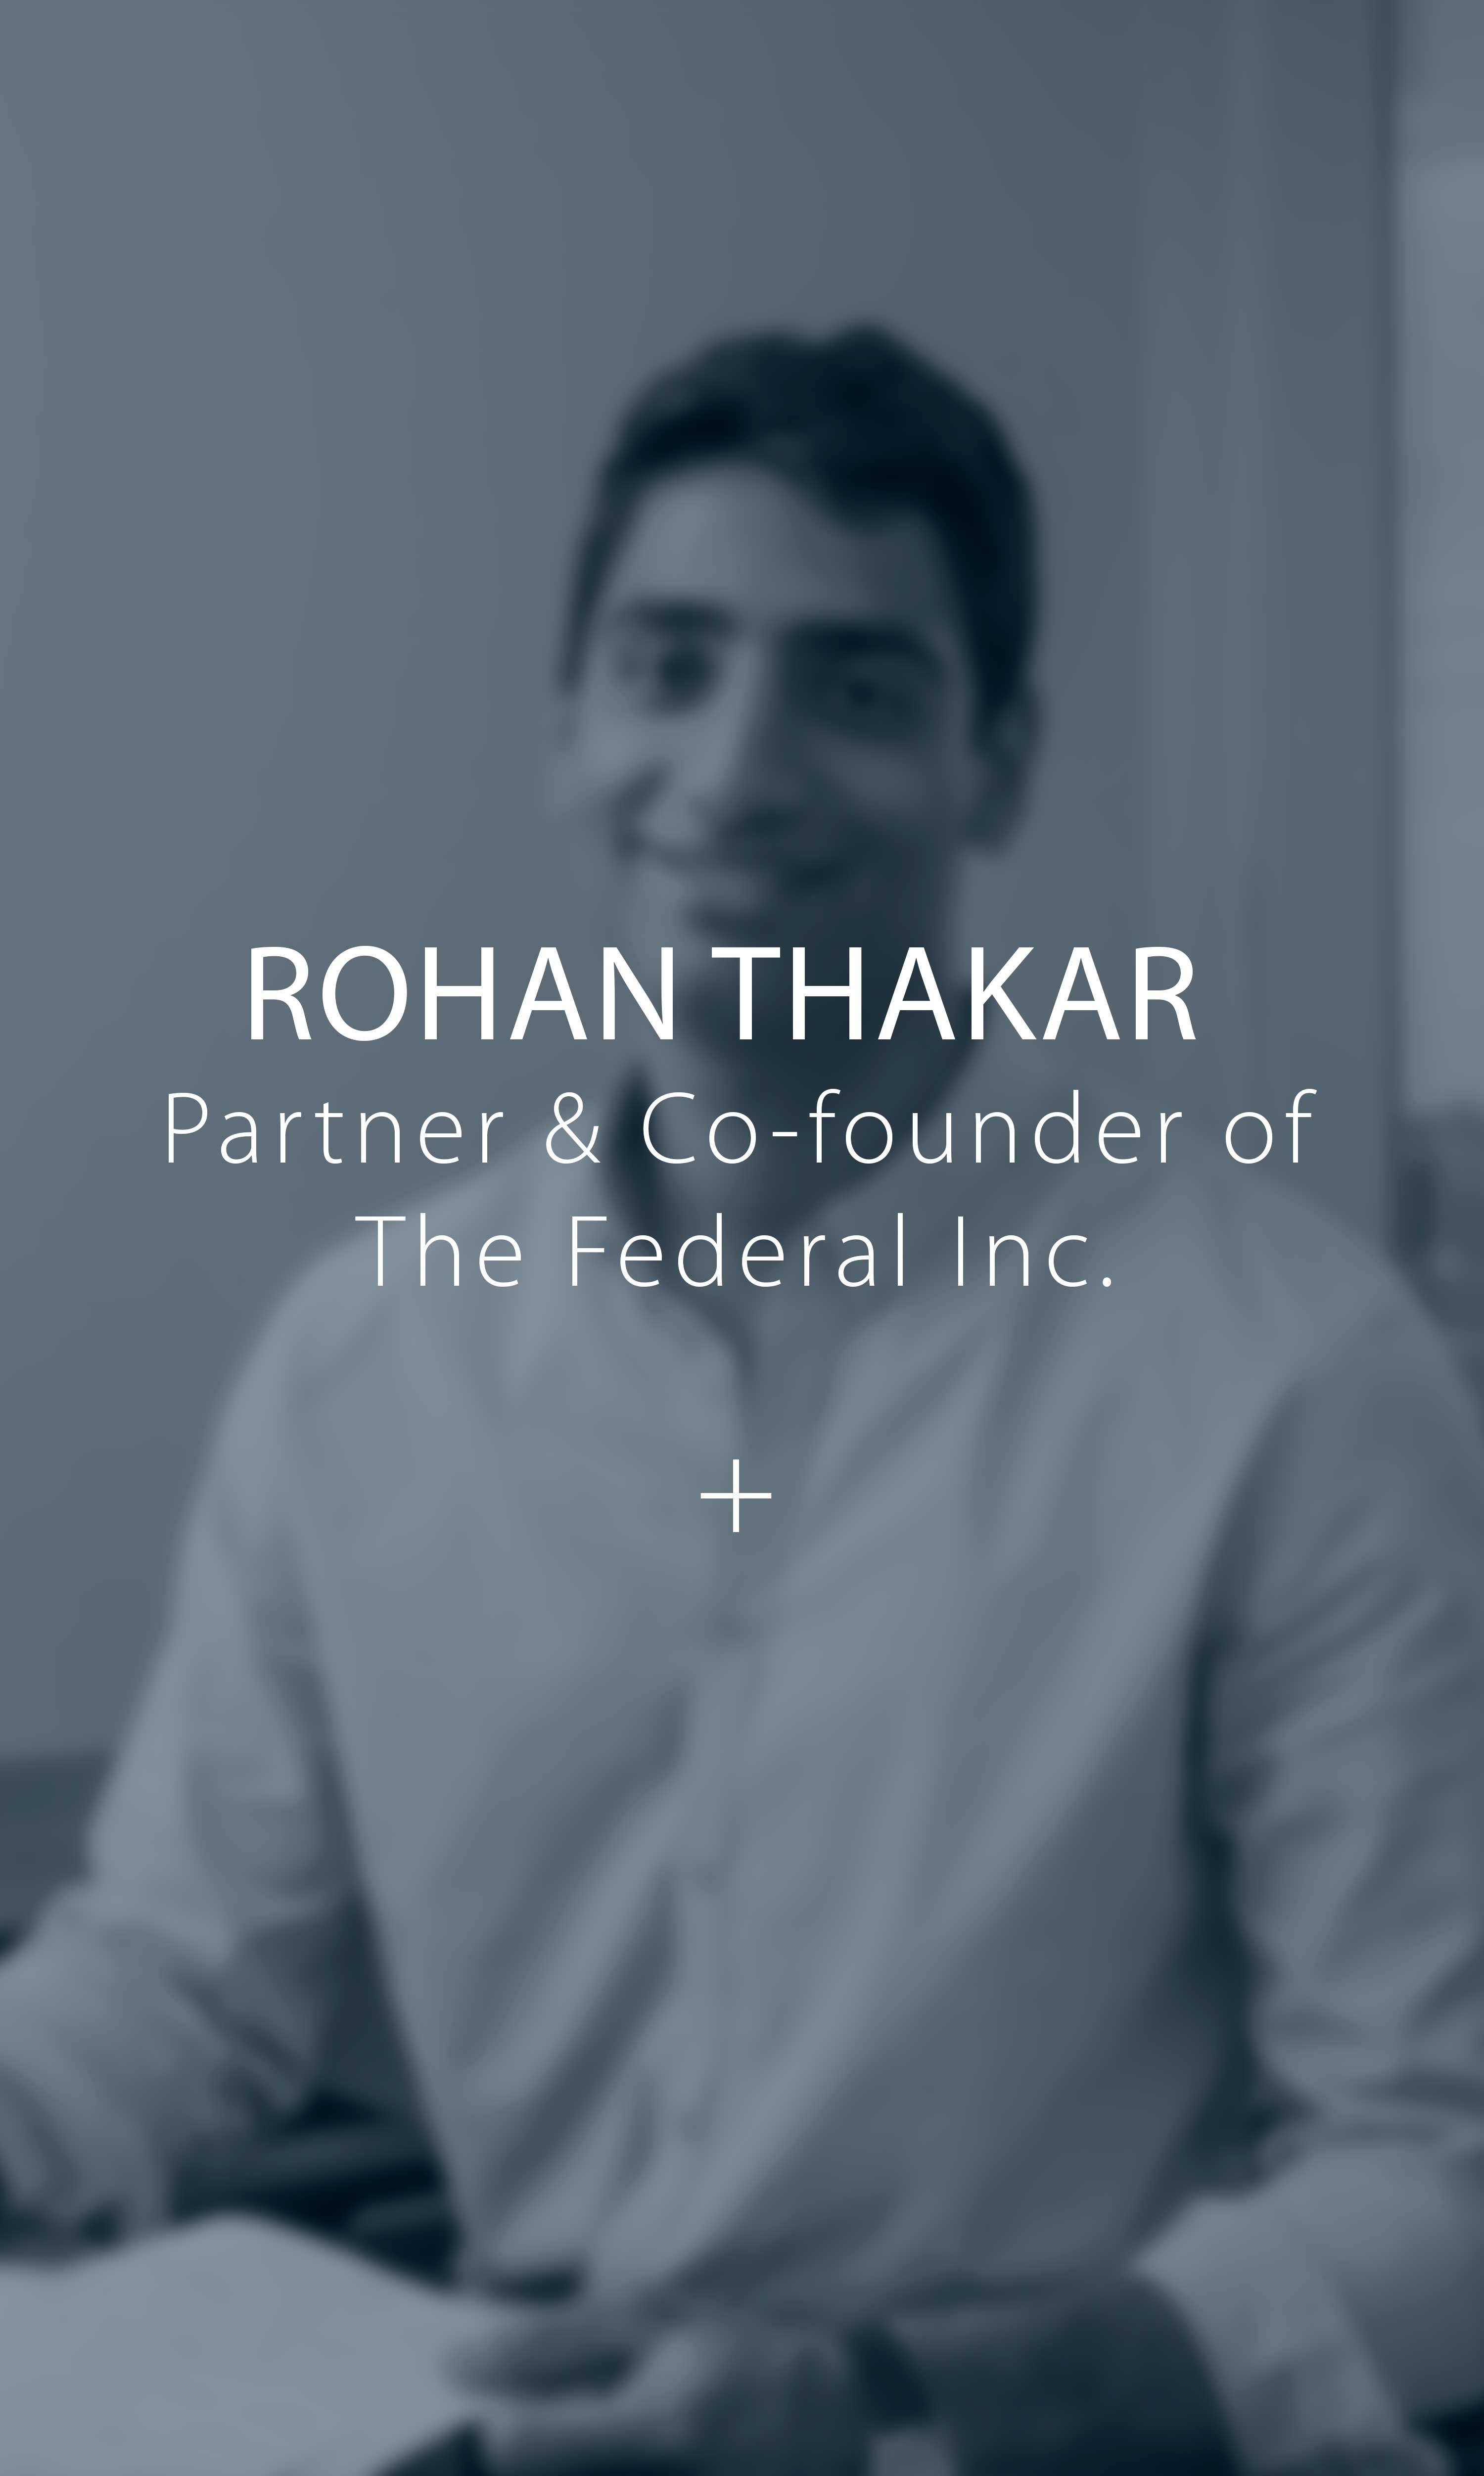 ROHAN THAKAR
Partner & Co-founder of
The Federal Inc.
+